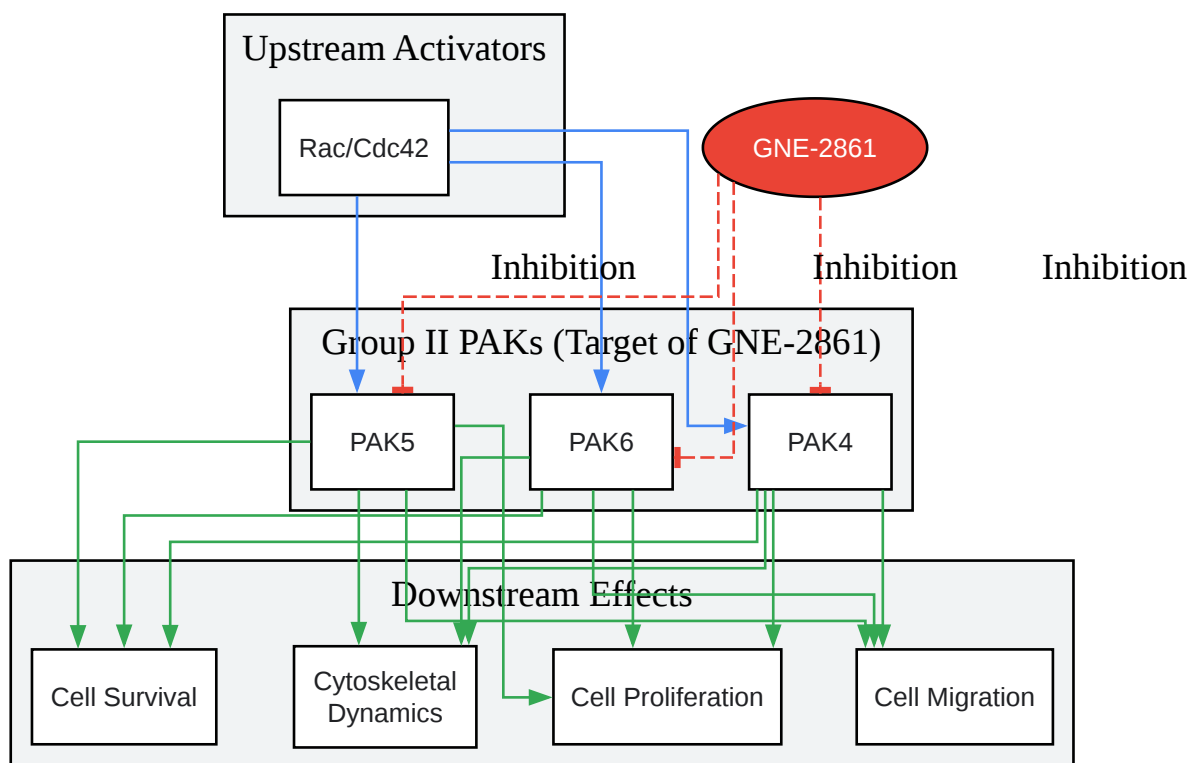 Upstream Activators
Rac/Cdc42
GNE-2861
Inhibition
Inhibition
Inhibition
Group II PAKs (Target of GNE-2861)
PAK5
PAK6
PAK4
Downstream Effects
Cell Survival
Cytoskeletal
Dynamics
Cell Proliferation
Cell Migration